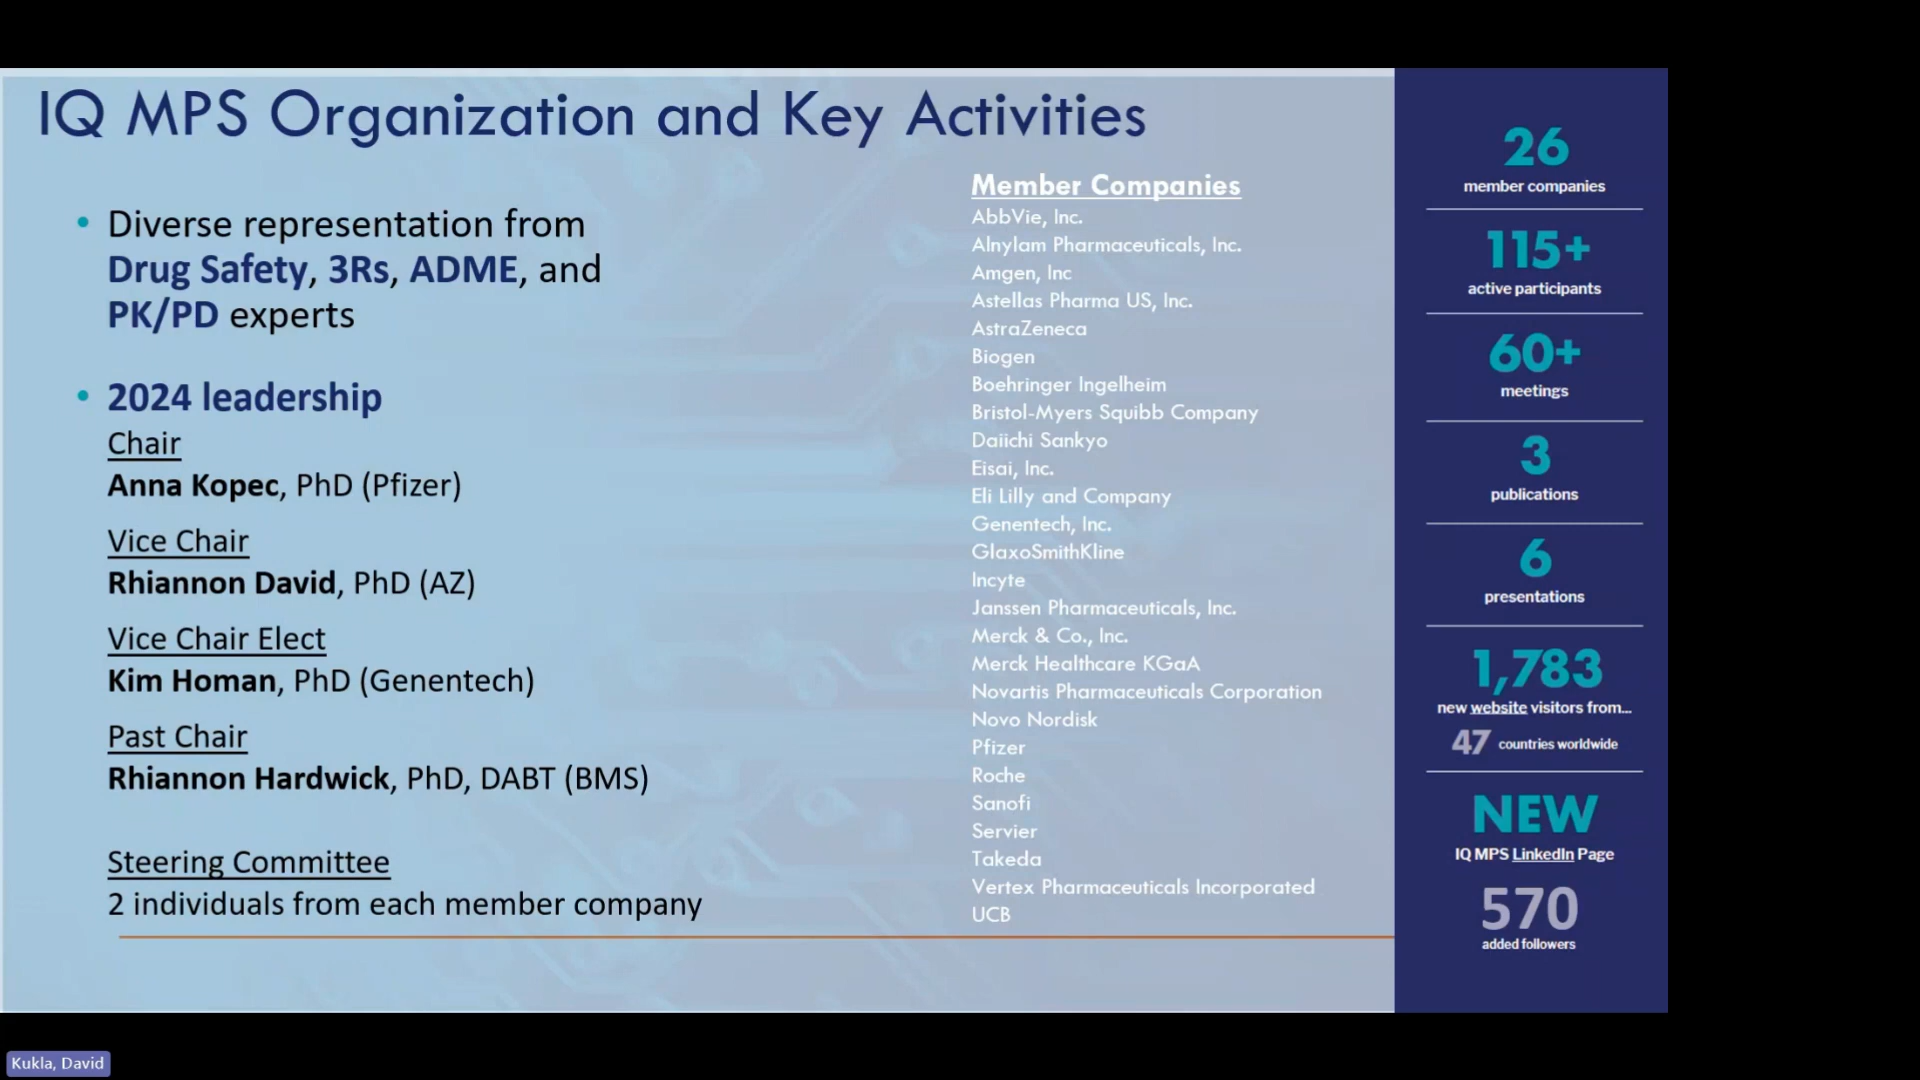 IQ MPS Organization and Key Activities
• Diverse representation from
Drug Safety, 3Rs, ADME, and
PK/PD experts
• 2024 leadership
Chair
Anna Kopec, PhD (Pfizer)
Vice Chair
Rhiannon David, PhD (AZ)
Vice Chair Elect
Kim Homan, PhD (Genentech)
Past Chair
Rhiannon Hardwick, PhD, DABT (BMS)
Steering Committee
2 individuals from each member company
Member Companies
AbbVie, Inc.
Alnylam Pharmaceuticals, Inc.
Amgen, Inc
Astellas Pharma US, Inc.
AstraZeneca
Biogen
Boehringer Ingelheim
Bristol-Myers Squibb Company
Daiichi Sankyo
Eisai, Inc.
Eli Lilly and Company
Genentech, Inc.
GlaxoSmithKline
Incyte
Janssen Pharmaceuticals, Inc.
Merck & Co., Inc.
Merck Healthcare KGaA
Novartis Pharmaceuticals Corporation
Novo Nordisk
Pfizer
Roche
Sanofi
Servier
Takeda
Vertex Pharmaceuticals Incorporated
UCB
26
member companies
115+
active participants
60+
meetings
3
publications
6
presentations
1,783
new website visitors from...
47 countries worldwide
NEW
IQ MPS LinkedIn Page
570
added followers
Kukla, David